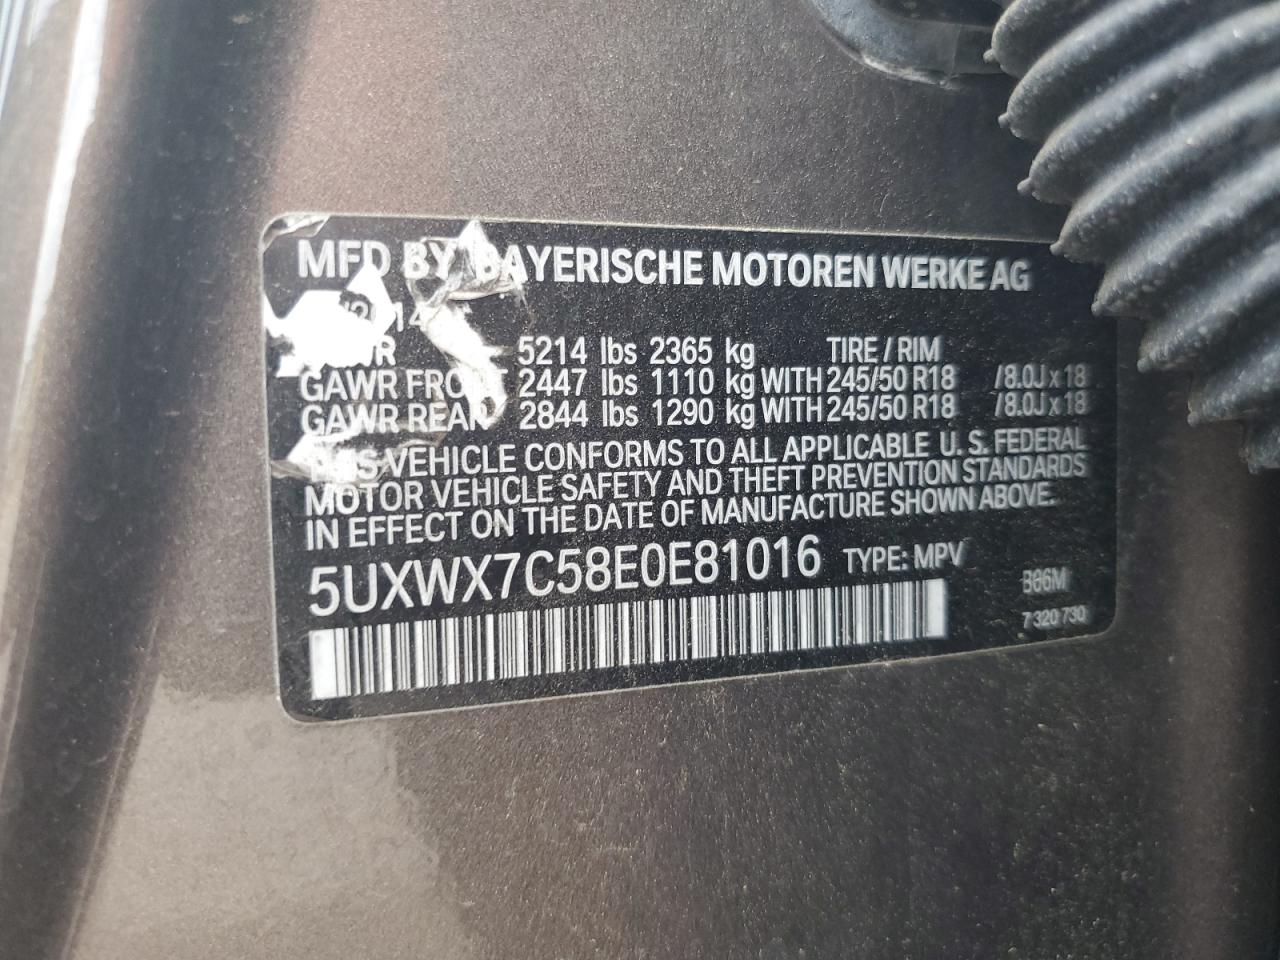 MFD BY BAYERISCHE MOTOREN WERKE AG
5214 lbs 2365 kg TIRE / RIM
GAWR FRONT 2447 lbs 1110 kg WITH 245/50 R18 /8.0J x 18
GAWR REAR 2844 lbs 1290 kg WITH 245/50 R18 /8.0J x 18
THIS VEHICLE CONFORMS TO ALL APPLICABLE U.S. FEDERAL
MOTOR VEHICLE SAFETY AND THEFT PREVENTION STANDARDS
IN EFFECT ON THE DATE OF MANUFACTURE SHOWN ABOVE.
5UXWX7C58E0E81016 TYPE: MPV
B86M
7 320 730